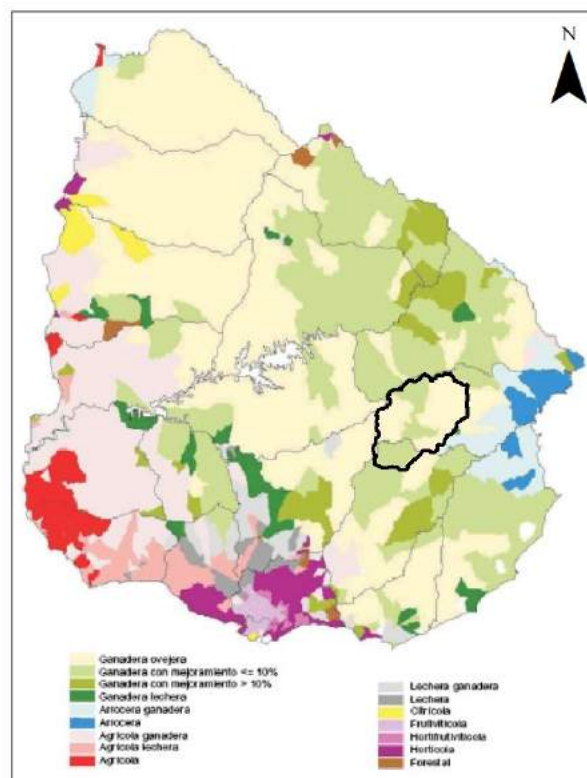 N
Ganadera ovejera
Ganadera con mejoramiento <= 10%
Ganadera con mejoramiento > 10%
Ganadera lechera
Arrocera ganadera
Arrocera
Agrícola ganadera
Agrícola lechera
Agrícola
Lechera ganadera
Lechera
Citrícola
Frutivitícola
Hortifrutivitícola
Hortícola
Forestal